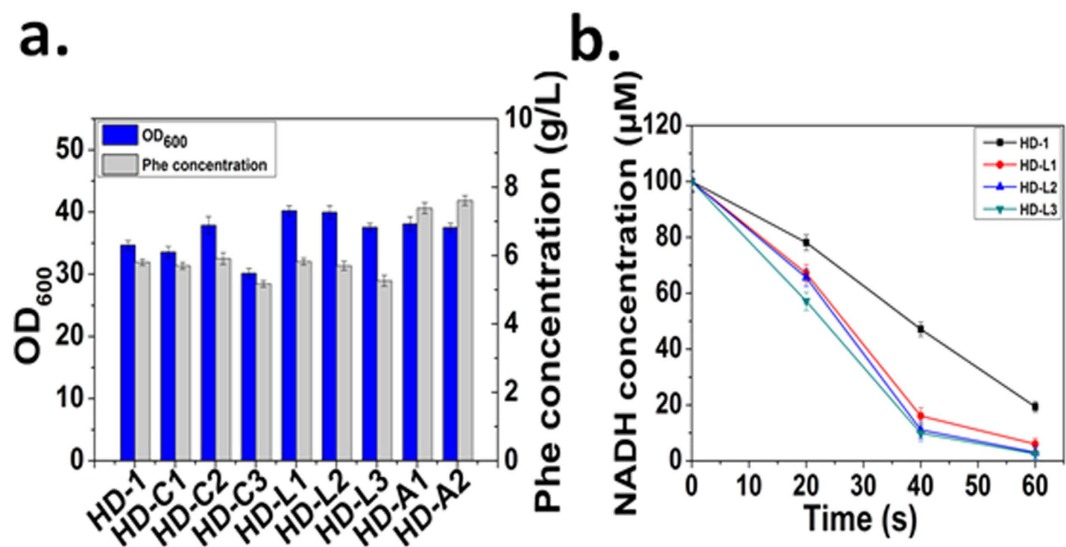 a.
OD600
50
40
30
20
10
0
OD600
Phe concentration
10
8
6
4
2
0
Phe concentration (g/L)
HD-1
HD-C1
HD-C2
HD-C3
HD-L1
HD-L2
HD-L3
HD-A1
HD-A2
b.
NADH concentration (μM)
120
100
80
60
40
20
0
HD-1
HD-L1
HD-L2
HD-L3
0 10 20 30 40 50 60
Time (s)